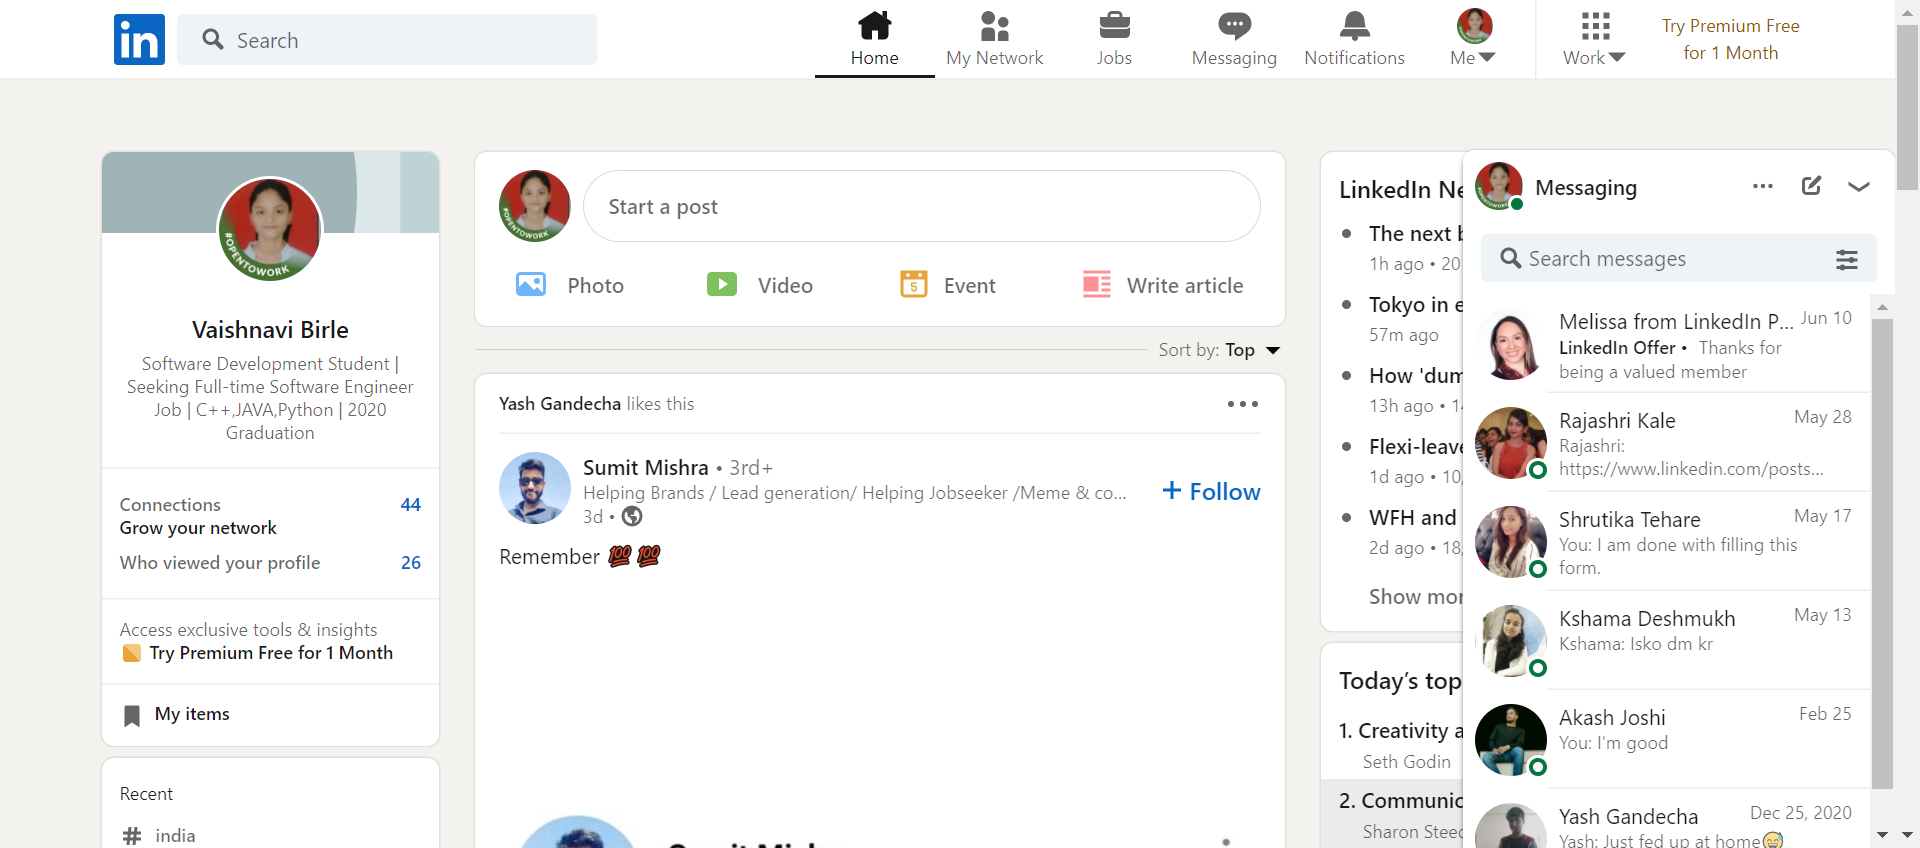 in
Search
Home
My Network
Jobs
Messaging
Notifications
Me
Work
Try Premium Free
for 1 Month
#OPENTOWORK
Vaishnavi Birle
Software Development Student |
Seeking Full-time Software Engineer
Job | C++,JAVA,Python | 2020
Graduation
Connections 44
Grow your network
Who viewed your profile 26
Access exclusive tools & insights
Try Premium Free for 1 Month
My items
Recent
# india
#OPENTOWORK
Start a post
Photo
Video
5
Event
Write article
Sort by: Top
Yash Gandecha likes this
Sumit Mishra • 3rd+
Helping Brands / Lead generation/ Helping Jobseeker /Meme & co...
3d •
+ Follow
Remember 💯 💯
LinkedIn Ne
The next b
1h ago • 20
Tokyo in e
57m ago
How 'dum
13h ago •
Flexi-leave
1d ago • 10,
WFH and
2d ago • 18,
Show mor
Today's top
1. Creativity a
Seth Godin
2. Communic
Sharon Steed
Messaging
Search messages
Melissa from LinkedIn P... Jun 10
LinkedIn Offer • Thanks for
being a valued member
Rajashri Kale May 28
Rajashri:
https://www.linkedin.com/posts...
Shrutika Tehare May 17
You: I am done with filling this
form.
Kshama Deshmukh May 13
Kshama: Isko dm kr
Akash Joshi Feb 25
You: I'm good
Yash Gandecha Dec 25, 2020
Yash: Just fed up at home😅